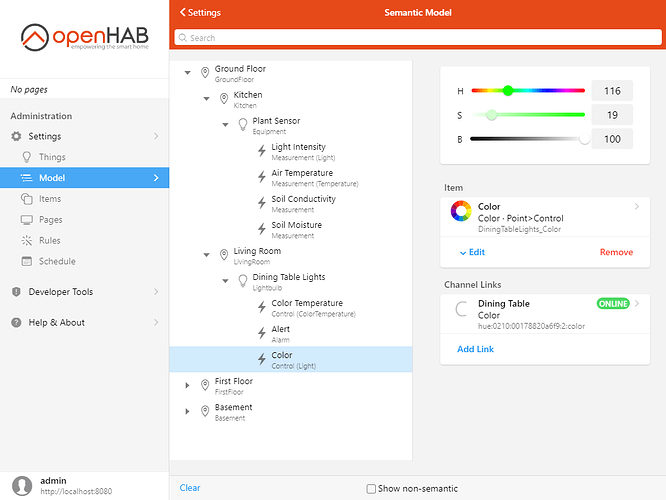 openHAB
empowering the smart home
No pages
Administration
Settings
Things
Model
Items
Pages
Rules
Schedule
Developer Tools
Help & About
admin
http://localhost:8080
Settings
Semantic Model
Search
Ground Floor
GroundFloor
Kitchen
Kitchen
Plant Sensor
Equipment
Light Intensity
Measurement (Light)
Air Temperature
Measurement (Temperature)
Soil Conductivity
Measurement
Soil Moisture
Measurement
Living Room
LivingRoom
Dining Table Lights
Lightbulb
Color Temperature
Control (ColorTemperature)
Alert
Alarm
Color
Control (Light)
First Floor
FirstFloor
Basement
Basement
Clear
Show non-semantic
H 116
S 19
B 100
Item
Color
Color · Point>Control
DiningTableLights_Color
Edit Remove
Channel Links
Dining Table ONLINE
Color
hue:0210:00178820a6f9:2:color
Add Link